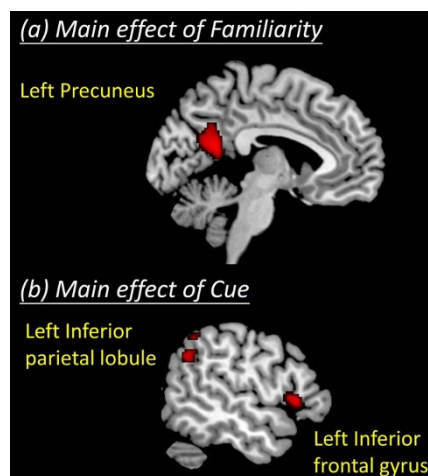 (a) Main effect of Familiarity
Left Precuneus
(b) Main effect of Cue
Left Inferior
parietal lobule
Left Inferior
frontal gyrus